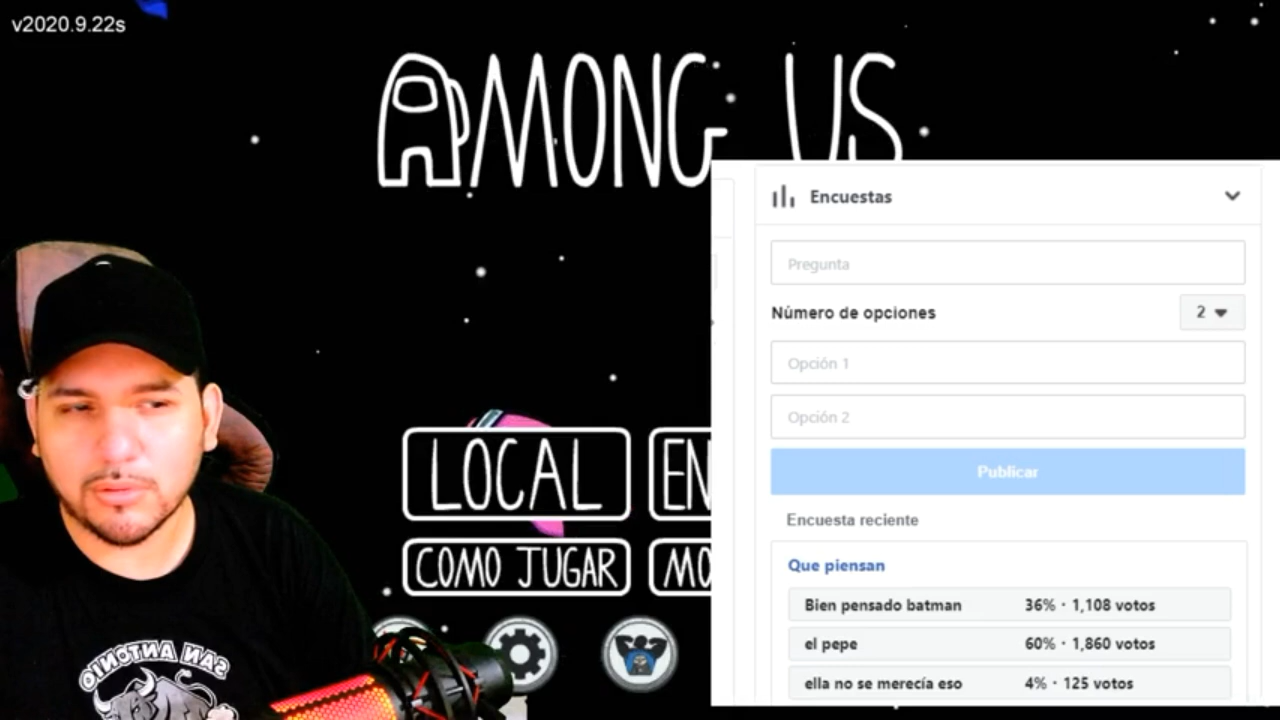 v2020.9.22s
AMONG US
Encuestas
Pregunta
Número de opciones
2
Opción 1
Opción 2
Publicar
Encuesta reciente
Que piensan
Bien pensado batman 36% · 1,108 votos
el pepe 60% · 1,860 votos
ella no se merecía eso 4% · 125 votos
LOCAL
EN
COMO JUGAR
MO
SAN ANTONIO